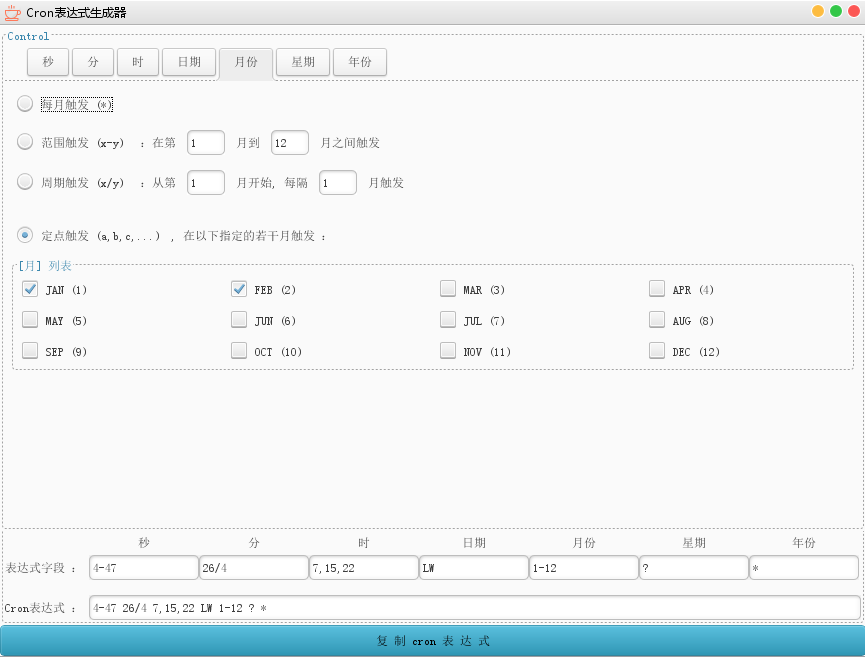 Cron表达式生成器
Control
秒 分 时 日期 月份 星期 年份
每月触发 (*)
范围触发 (x-y) : 在第 1 月到 12 月之间触发
周期触发 (x/y) : 从第 1 月开始, 每隔 1 月触发
定点触发 (a,b,c,...) , 在以下指定的若干月触发 :
[月] 列表
JAN (1) FEB (2) MAR (3) APR (4)
MAY (5) JUN (6) JUL (7) AUG (8)
SEP (9) OCT (10) NOV (11) DEC (12)
秒 分 时 日期 月份 星期 年份
表达式字段 : 4-47 26/4 7,15,22 LW 1-12 ? *
Cron表达式 : 4-47 26/4 7,15,22 LW 1-12 ? *
复 制 cron 表 达 式